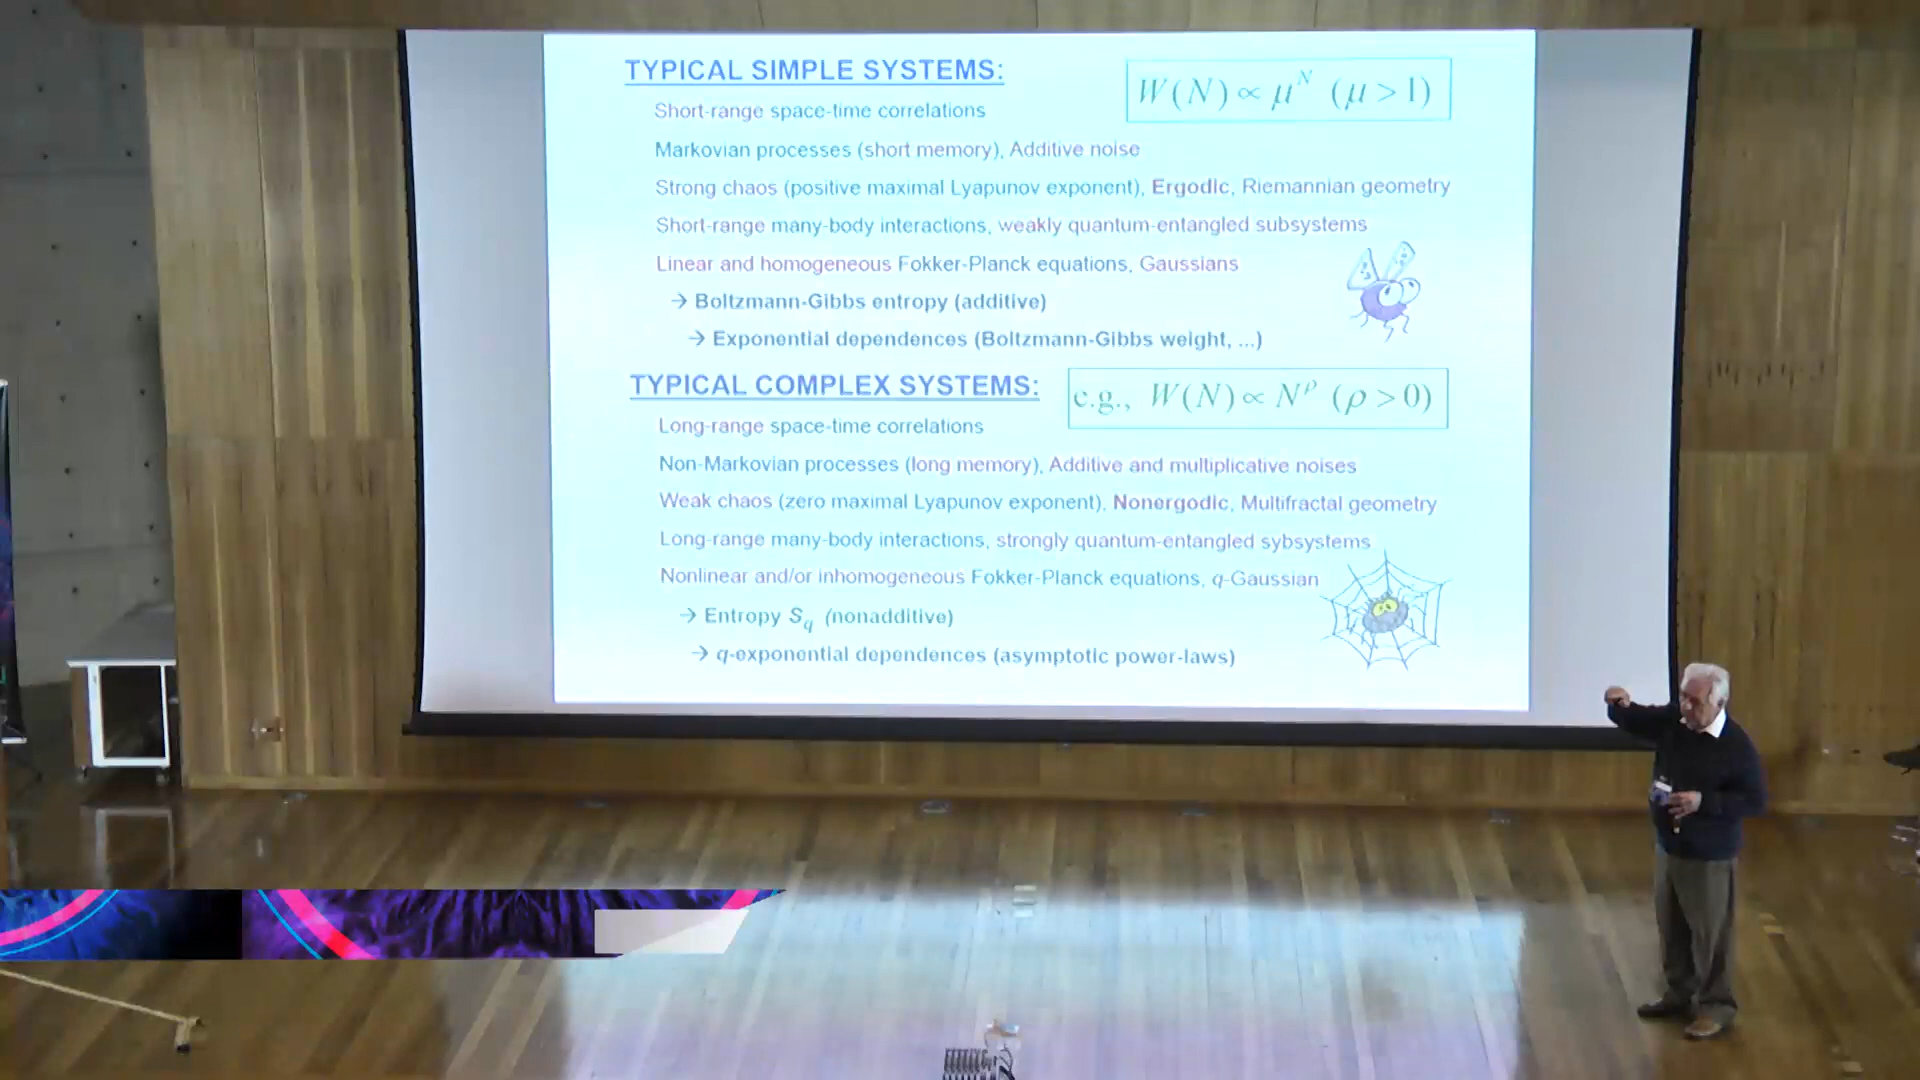 TYPICAL SIMPLE SYSTEMS:
W(N) ∝ μ^N (μ > 1)
Short-range space-time correlations
Markovian processes (short memory), Additive noise
Strong chaos (positive maximal Lyapunov exponent), Ergodic, Riemannian geometry
Short-range many-body interactions, weakly quantum-entangled subsystems
Linear and homogeneous Fokker-Planck equations, Gaussians
→ Boltzmann-Gibbs entropy (additive)
→ Exponential dependences (Boltzmann-Gibbs weight, ...)
TYPICAL COMPLEX SYSTEMS:
e.g., W(N) ∝ N^ρ (ρ > 0)
Long-range space-time correlations
Non-Markovian processes (long memory), Additive and multiplicative noises
Weak chaos (zero maximal Lyapunov exponent), Nonergodic, Multifractal geometry
Long-range many-body interactions, strongly quantum-entangled sybsystems
Nonlinear and/or inhomogeneous Fokker-Planck equations, q-Gaussian
→ Entropy S_q (nonadditive)
→ q-exponential dependences (asymptotic power-laws)